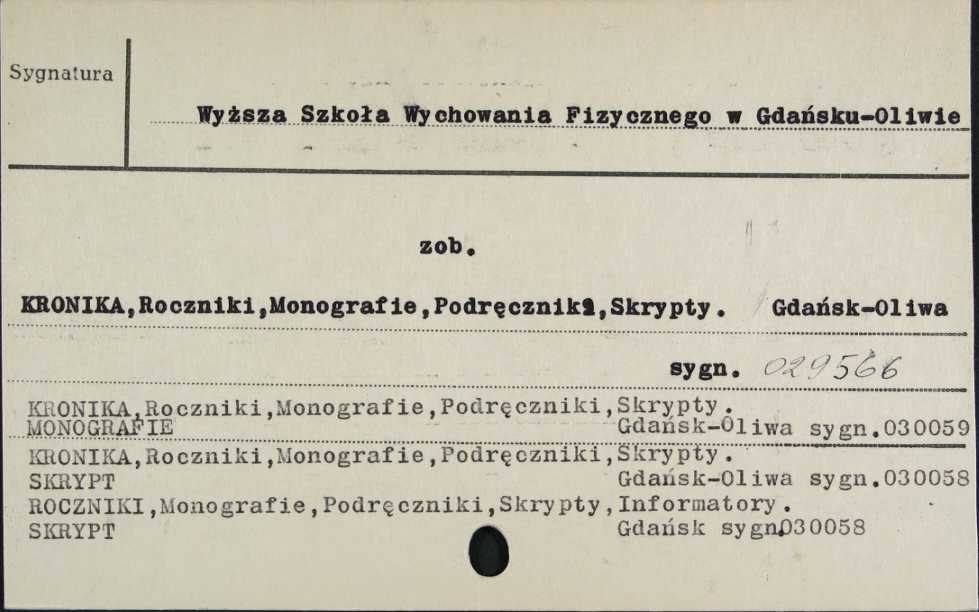 Sygnatura
Wyższa Szkoła Wychowania Fizycznego w Gdańsku-Oliwie
zob.
KRONIKA,Roczniki,Monografie,Podręczniki,Skrypty. Gdańsk-Oliwa
sygn. 029566
KRONIKA,Roczniki,Monografie,Podręczniki,Skrypty.
MONOGRAFIE Gdańsk-Oliwa sygn.030059
KRONIKA,Roczniki,Monografie,Podręczniki,Skrypty.
SKRYPT Gdańsk-Oliwa sygn.030058
ROCZNIKI,Monografie,Podręczniki,Skrypty,Informatory.
SKRYPT Gdańsk sygn.030058